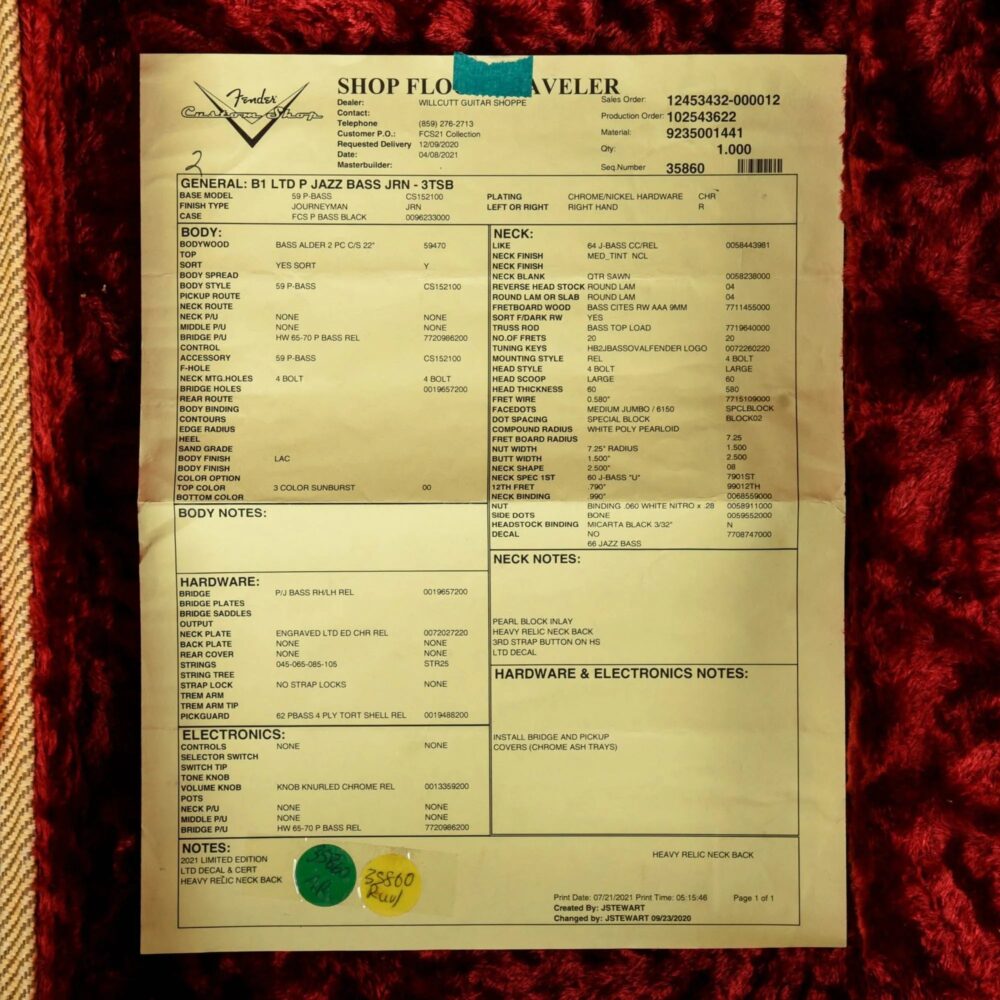 Fender
Custom Shop
SHOP FLO AVELER
Dealer: WILLCUTT GUITAR SHOPPE
Contact:
Telephone (859) 276-2713
Customer P.O.: FCS21 Collection
Requested Delivery 12/09/2020
Date: 04/08/2021
Masterbuilder:
Sales Order: 12453432-000012
Production Order: 102543622
Material: 9235001441
Qty: 1.000
Seq.Number 35860
2
GENERAL: B1 LTD P JAZZ BASS JRN - 3TSB
BASE MODEL 59 P-BASS CS152100 PLATING CHROME/NICKEL HARDWARE CHR
FINISH TYPE JOURNEYMAN JRN LEFT OR RIGHT RIGHT HAND R
CASE FCS P BASS BLACK 0096233000
BODY:
BODYWOOD BASS ALDER 2 PC C/S 22" 59470
TOP
SORT YES SORT Y
BODY SPREAD
BODY STYLE 59 P-BASS CS152100
PICKUP ROUTE
NECK ROUTE
NECK P/U NONE NONE
MIDDLE P/U NONE NONE
BRIDGE P/U HW 65-70 P BASS REL 7720986200
CONTROL
ACCESSORY 59 P-BASS CS152100
F-HOLE
NECK MTG.HOLES 4 BOLT 4 BOLT
BRIDGE HOLES 0019657200
REAR ROUTE
BODY BINDING
CONTOURS
EDGE RADIUS
HEEL
SAND GRADE
BODY FINISH LAC
BODY FINISH
COLOR OPTION
TOP COLOR 3 COLOR SUNBURST 00
BOTTOM COLOR
BODY NOTES:
HARDWARE:
BRIDGE P/J BASS RH/LH REL 0019657200
BRIDGE PLATES
BRIDGE SADDLES
OUTPUT
NECK PLATE ENGRAVED LTD ED CHR REL 0072027220
BACK PLATE NONE NONE
REAR COVER NONE NONE
STRINGS 045-065-085-105 STR25
STRING TREE
STRAP LOCK NO STRAP LOCKS NONE
TREM ARM
TREM ARM TIP
PICKGUARD 62 PBASS 4 PLY TORT SHELL REL 0019488200
ELECTRONICS:
CONTROLS NONE NONE
SELECTOR SWITCH
SWITCH TIP
TONE KNOB
VOLUME KNOB KNOB KNURLED CHROME REL 0013359200
POTS
NECK P/U NONE NONE
MIDDLE P/U NONE NONE
BRIDGE P/U HW 65-70 P BASS REL 7720986200
NECK:
LIKE 64 J-BASS CC/REL 0058443981
NECK FINISH MED_TINT NCL
NECK FINISH
NECK BLANK QTR SAWN 0058238000
REVERSE HEAD STOCK ROUND LAM 04
ROUND LAM OR SLAB ROUND LAM 04
FRETBOARD WOOD BASS CITES RW AAA 9MM 7711455000
SORT F/DARK RW YES
TRUSS ROD BASS TOP LOAD 7719640000
NO.OF FRETS 20 20
TUNING KEYS HB2JBASSOVALFENDER LOGO 0072260220
MOUNTING STYLE REL 4 BOLT
HEAD STYLE 4 BOLT LARGE
HEAD SCOOP LARGE 60
HEAD THICKNESS 60 580
FRET WIRE 0.580" 7715109000
FACEDOTS MEDIUM JUMBO / 6150 SPCLBLOCK
DOT SPACING SPECIAL BLOCK BLOCK02
COMPOUND RADIUS WHITE POLY PEARLOID
FRET BOARD RADIUS 7.25
NUT WIDTH 7.25" RADIUS 1.500
BUTT WIDTH 1.500" 2.500
NECK SHAPE 2.500" 08
NECK SPEC 1ST 60 J-BASS "U" 7901ST
12TH FRET .790" 99012TH
NECK BINDING .990" 0068559000
NUT BINDING .060 WHITE NITRO x .28 0058911000
SIDE DOTS BONE 0059552000
HEADSTOCK BINDING MICARTA BLACK 3/32" N
DECAL NO 7708747000
66 JAZZ BASS
NECK NOTES:
PEARL BLOCK INLAY
HEAVY RELIC NECK BACK
3RD STRAP BUTTON ON HS
LTD DECAL
HARDWARE & ELECTRONICS NOTES:
INSTALL BRIDGE AND PICKUP
COVERS (CHROME ASH TRAYS)
NOTES:
2021 LIMITED EDITION
LTD DECAL & CERT
HEAVY RELIC NECK BACK
HEAVY RELIC NECK BACK
35860
35860
Print Date: 07/21/2021 Print Time: 05:15:46 Page 1 of 1
Created By: JSTEWART
Changed by: JSTEWART 09/23/2020